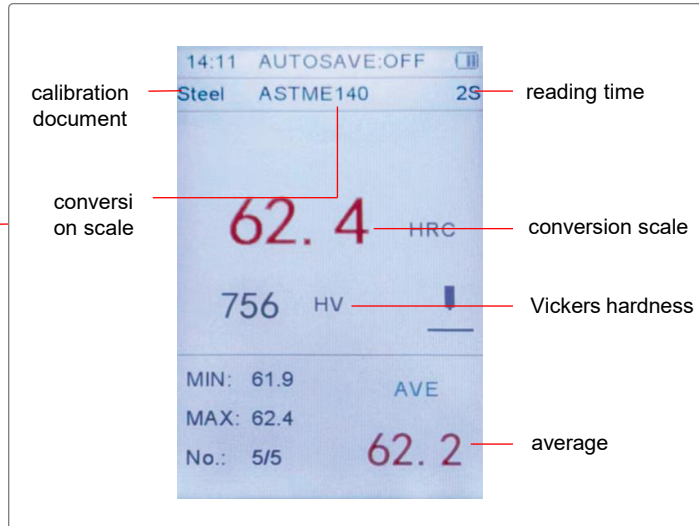 14:11 AUTOSAVE:OFF
Steel ASTME140 2S
calibration
document
reading time
conversi
on scale
62.4 HRC
conversion scale
756 HV
Vickers hardness
MIN: 61.9
MAX: 62.4
No.: 5/5
AVE
62.2
average